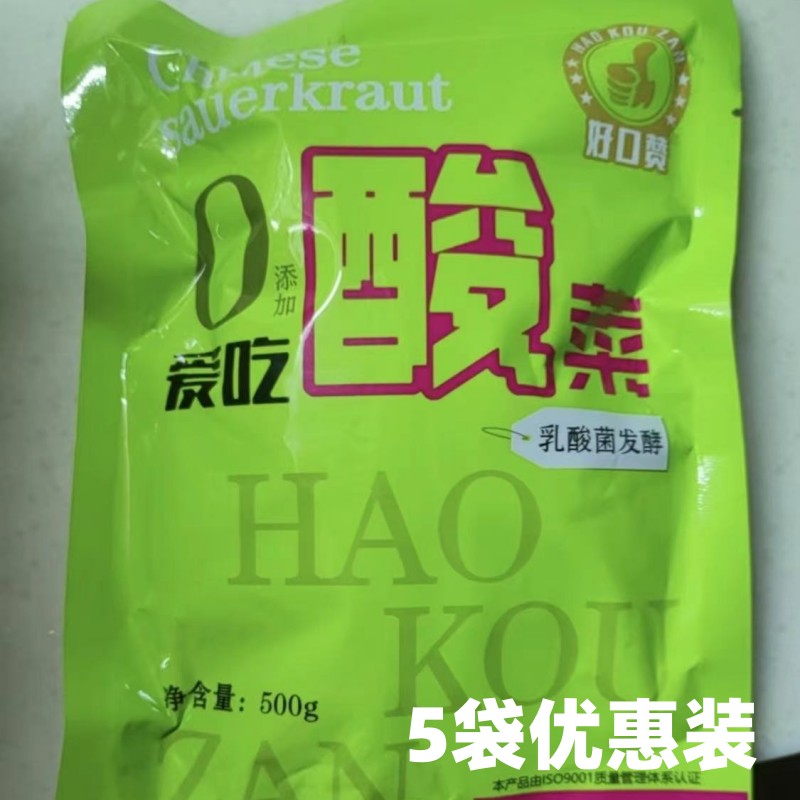 Chinese
sauerkraut
HAO KOU ZAN
好口赞
0
添加
爱吃
酸菜
乳酸菌发酵
HAO
KOU
ZAN
净含量：500g
5袋优惠装
本产品由ISO9001质量管理体系认证